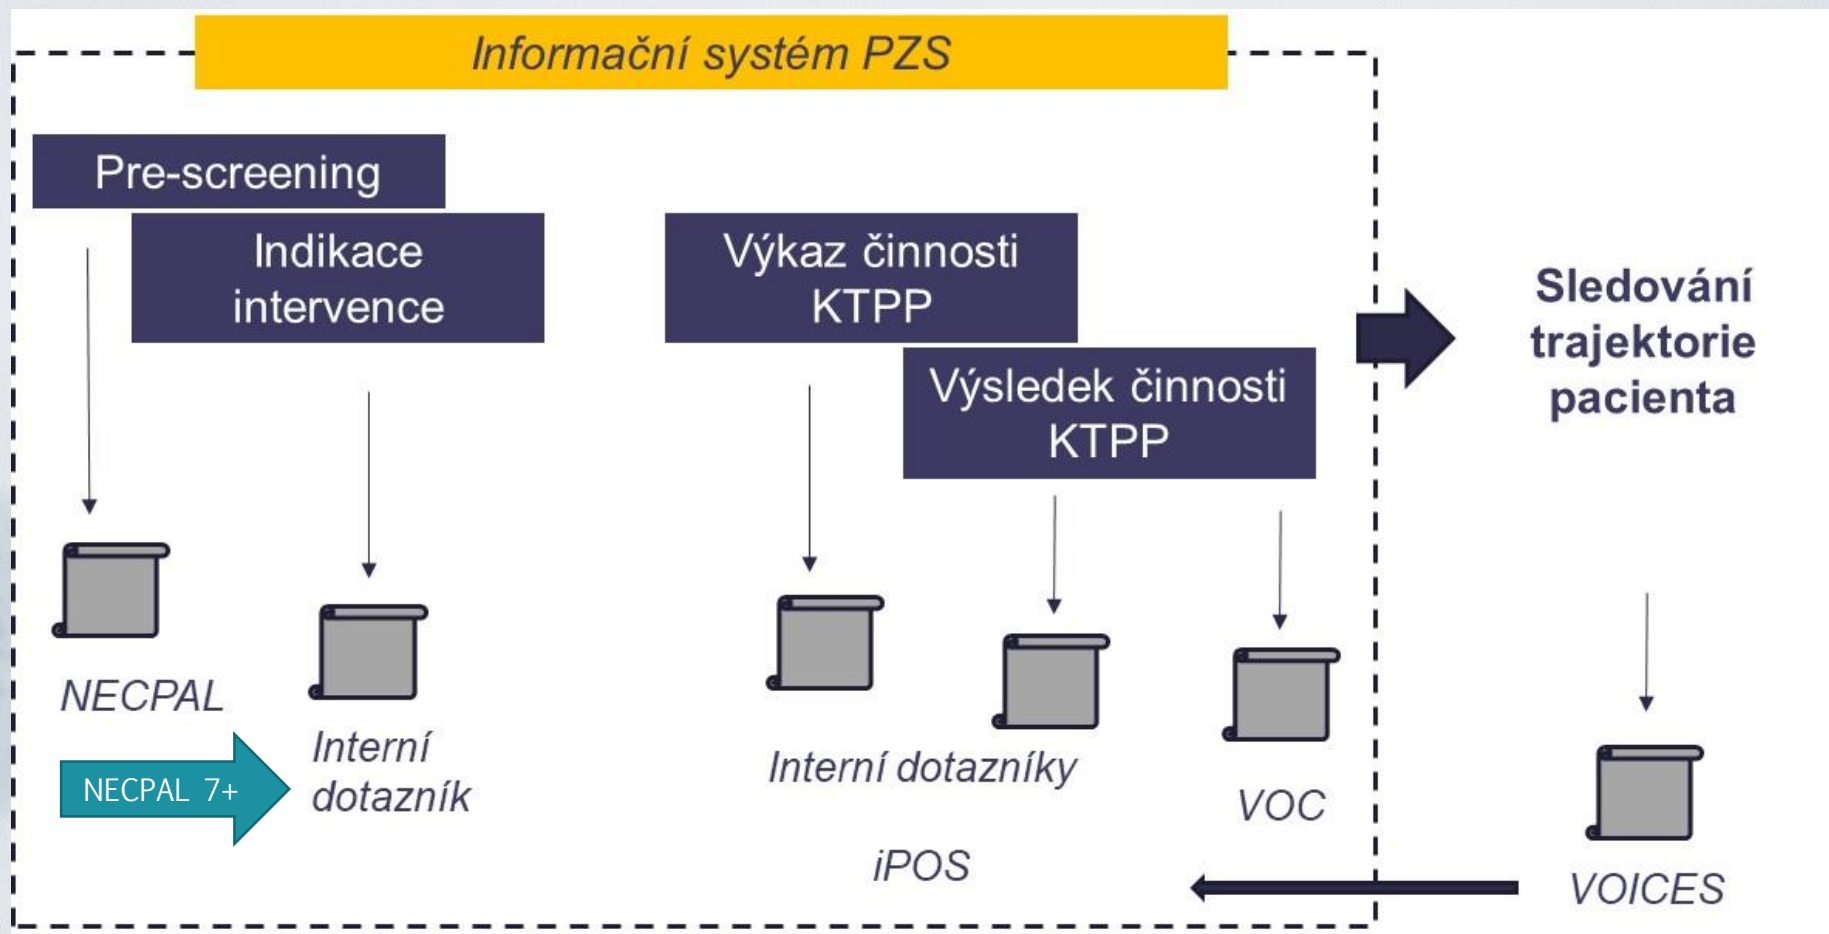 Informační systém PZS
Pre-screening
Indikace
intervence
Výkaz činnosti
KTPP
Výsledek činnosti
KTPP
Sledování
trajektorie
pacienta
NECPAL
NECPAL 7+
Interní
dotazník
Interní dotazníky
iPOS
VOC
VOICES